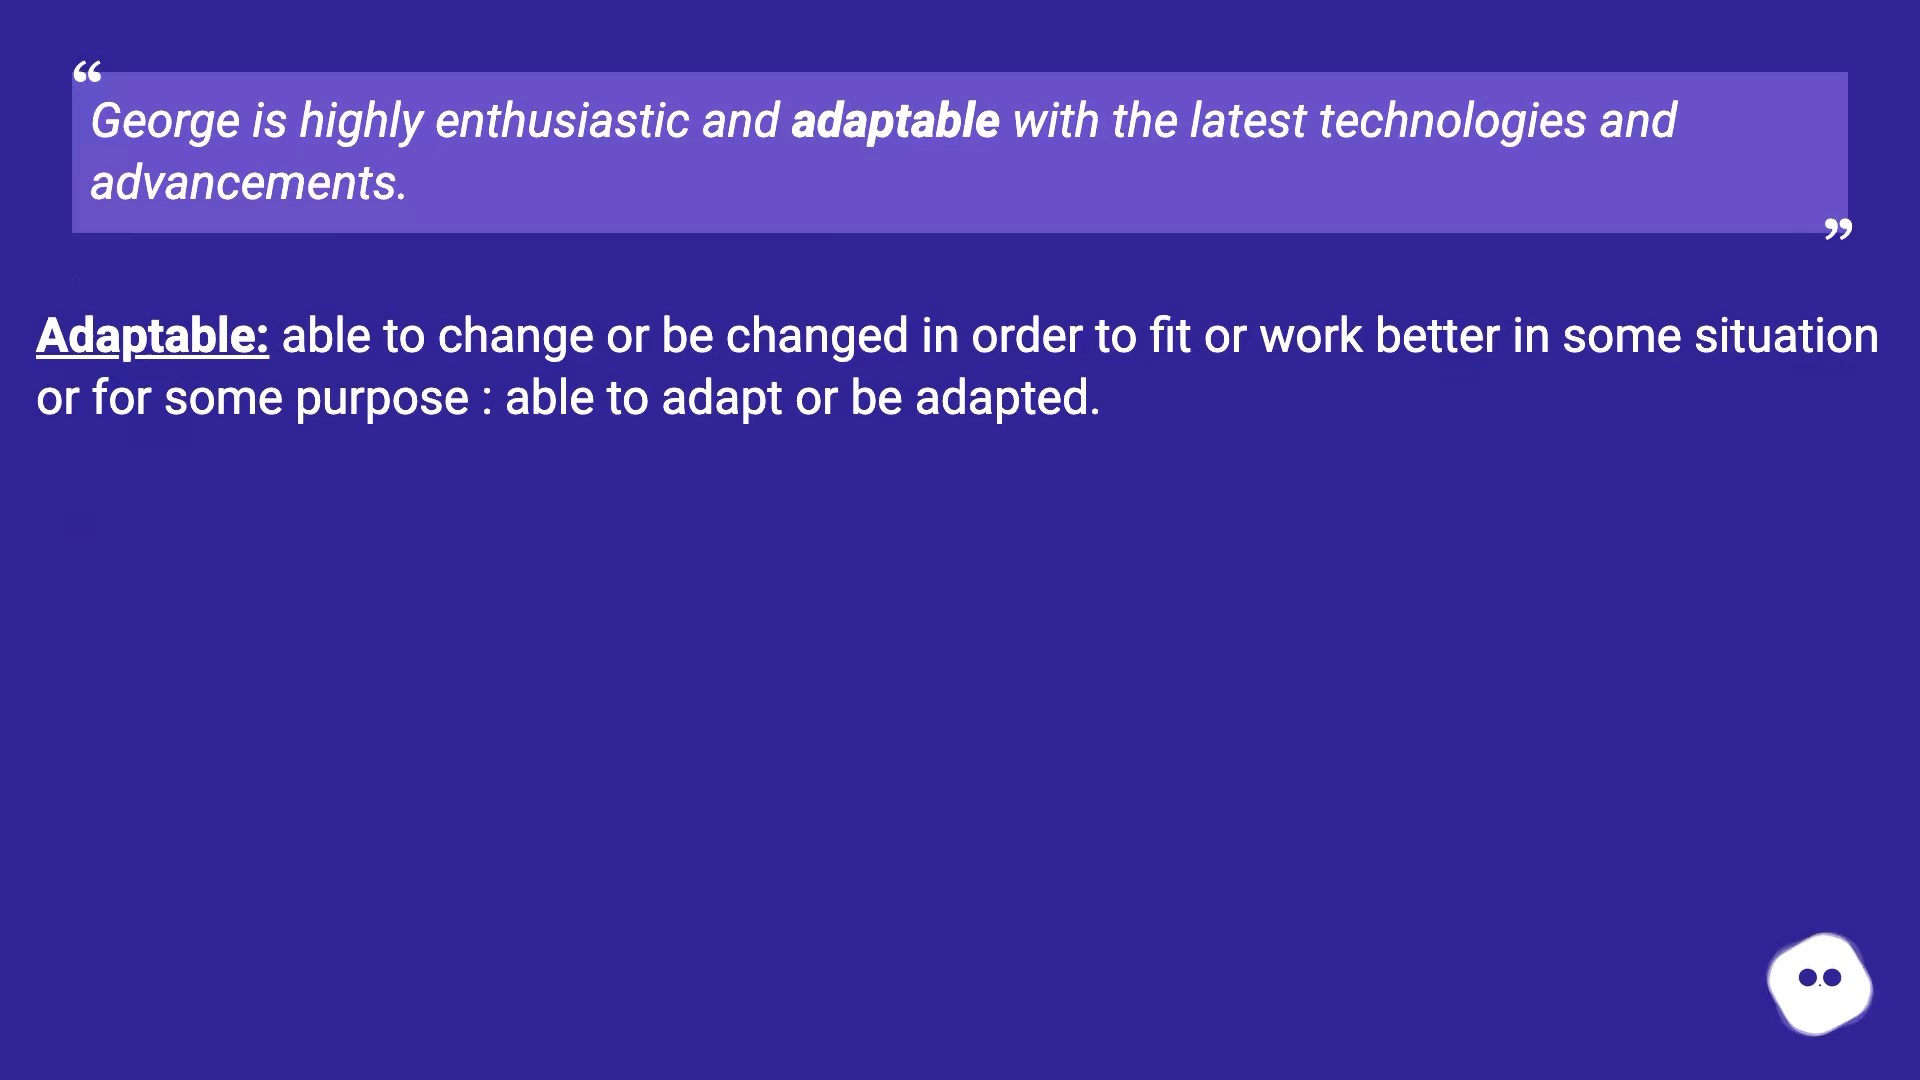 “
George is highly enthusiastic and adaptable with the latest technologies and
advancements.
”
Adaptable: able to change or be changed in order to fit or work better in some situation
or for some purpose : able to adapt or be adapted.